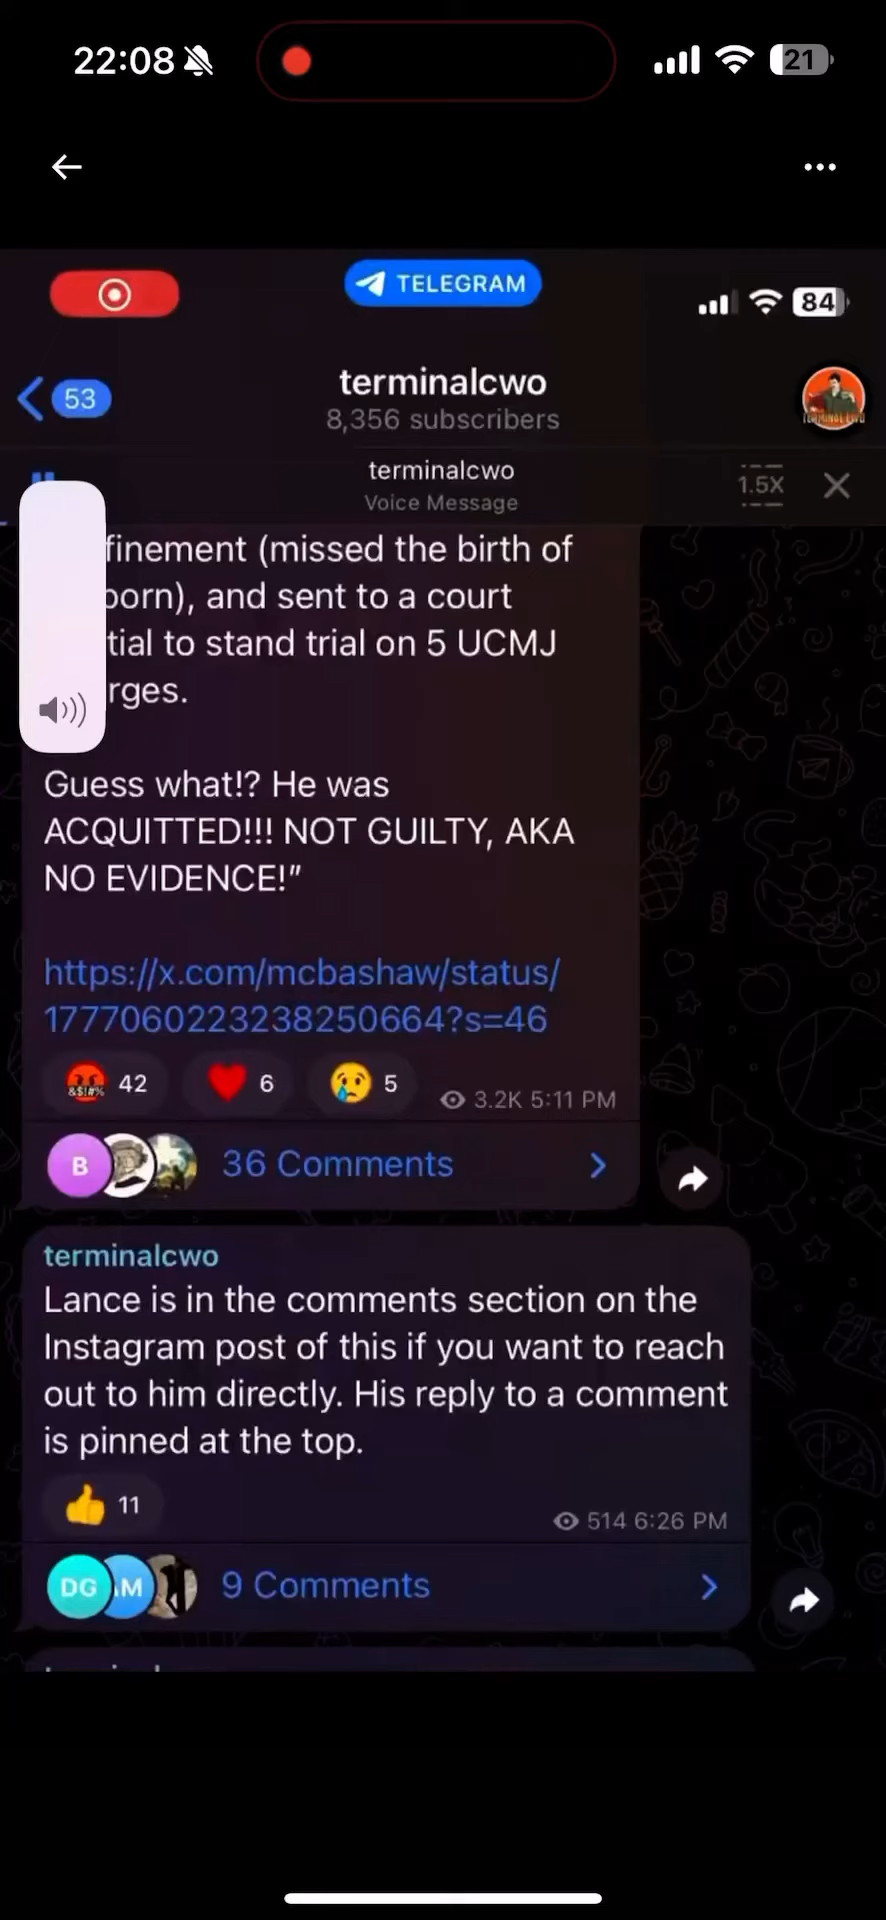 22:08
21
TELEGRAM
84
53
terminalcwo
8,356 subscribers
terminalcwo
Voice Message
1.5X
finement (missed the birth of
born), and sent to a court
tial to stand trial on 5 UCMJ
rges.
Guess what!? He was
ACQUITTED!!! NOT GUILTY, AKA
NO EVIDENCE!”
https://x.com/mcbashaw/status/
1777060223238250664?s=46
42
6
5
3.2K 5:11 PM
B
36 Comments
terminalcwo
Lance is in the comments section on the
Instagram post of this if you want to reach
out to him directly. His reply to a comment
is pinned at the top.
11
514 6:26 PM
DG
M
9 Comments